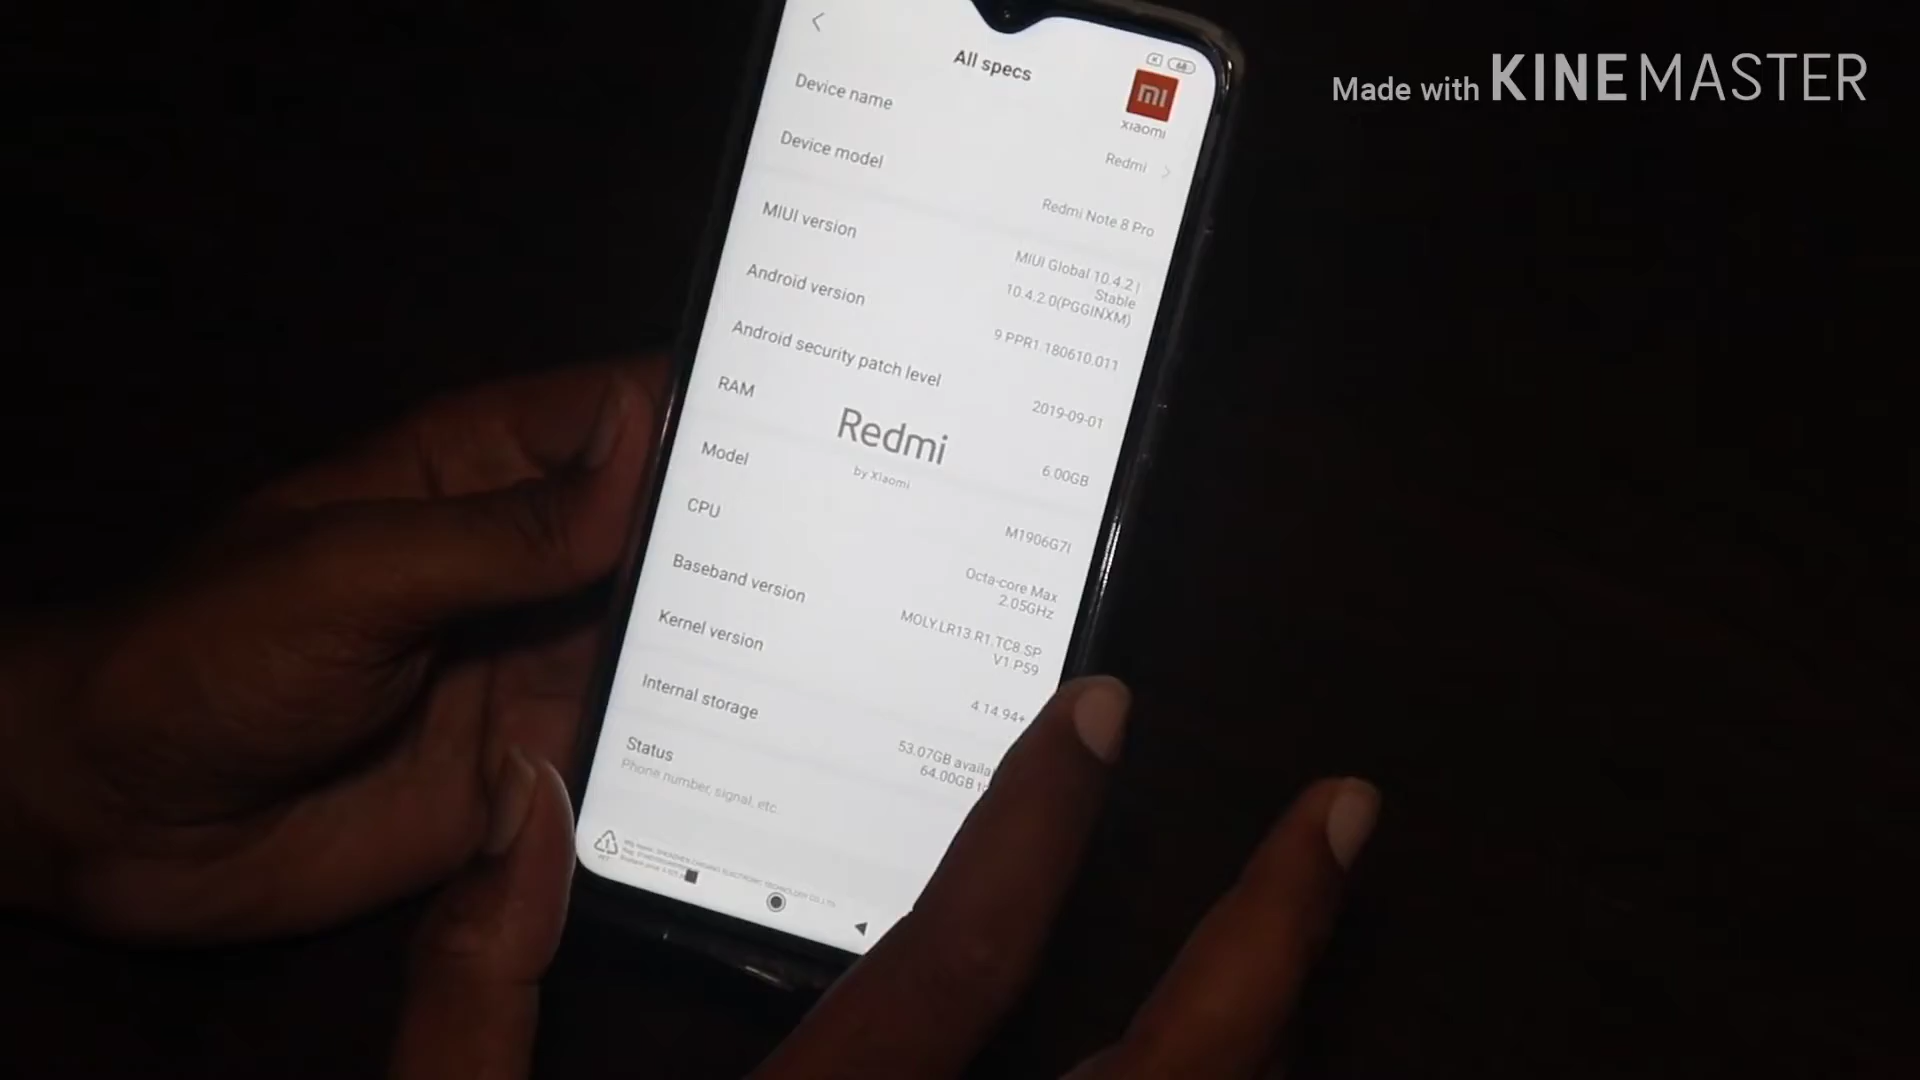 Made with KINEMASTER
68
All specs
mi
xiaomi
Device name
Redmi
Device model
Redmi Note 8 Pro
MIUI version
MIUI Global 10.4.2 |
Stable
10.4.2.0(PGGINXM)
Android version
9 PPR1.180610.011
Android security patch level
2019-09-01
RAM
6.00GB
Redmi
by Xiaomi
Model
M1906G7I
CPU
Octa-core Max
2.05GHz
Baseband version
MOLY.LR13.R1.TC8.SP.
V1.P59
Kernel version
4.14.94+
Internal storage
53.07GB availa
64.00GB to
Status
Phone number, signal, etc.